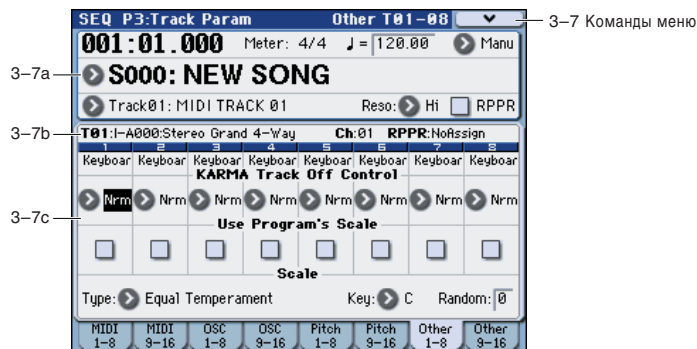 SEQ P3:Track Param Other T01-08
3–7 Команды меню
001:01.000 Meter: 4/4 ♩= 120.00 Manu
3–7a
S000: NEW SONG
Track01: MIDI TRACK 01 Reso: Hi RPPR
3–7b
T01:I-A000:Stereo Grand 4-Way Ch:01 RPPR:NoAssign
1 2 3 4 5 6 7 8
Keyboar Keyboar Keyboar Keyboar Keyboar Keyboar Keyboar Keyboar
KARMA Track Off Control
3–7c
Nrm Nrm Nrm Nrm Nrm Nrm Nrm Nrm
Use Program's Scale
Scale
Type: Equal Temperament Key: C Random: 0
MIDI 1-8 MIDI 9-16 OSC 1-8 OSC 9-16 Pitch 1-8 Pitch 9-16 Other 1-8 Other 9-16